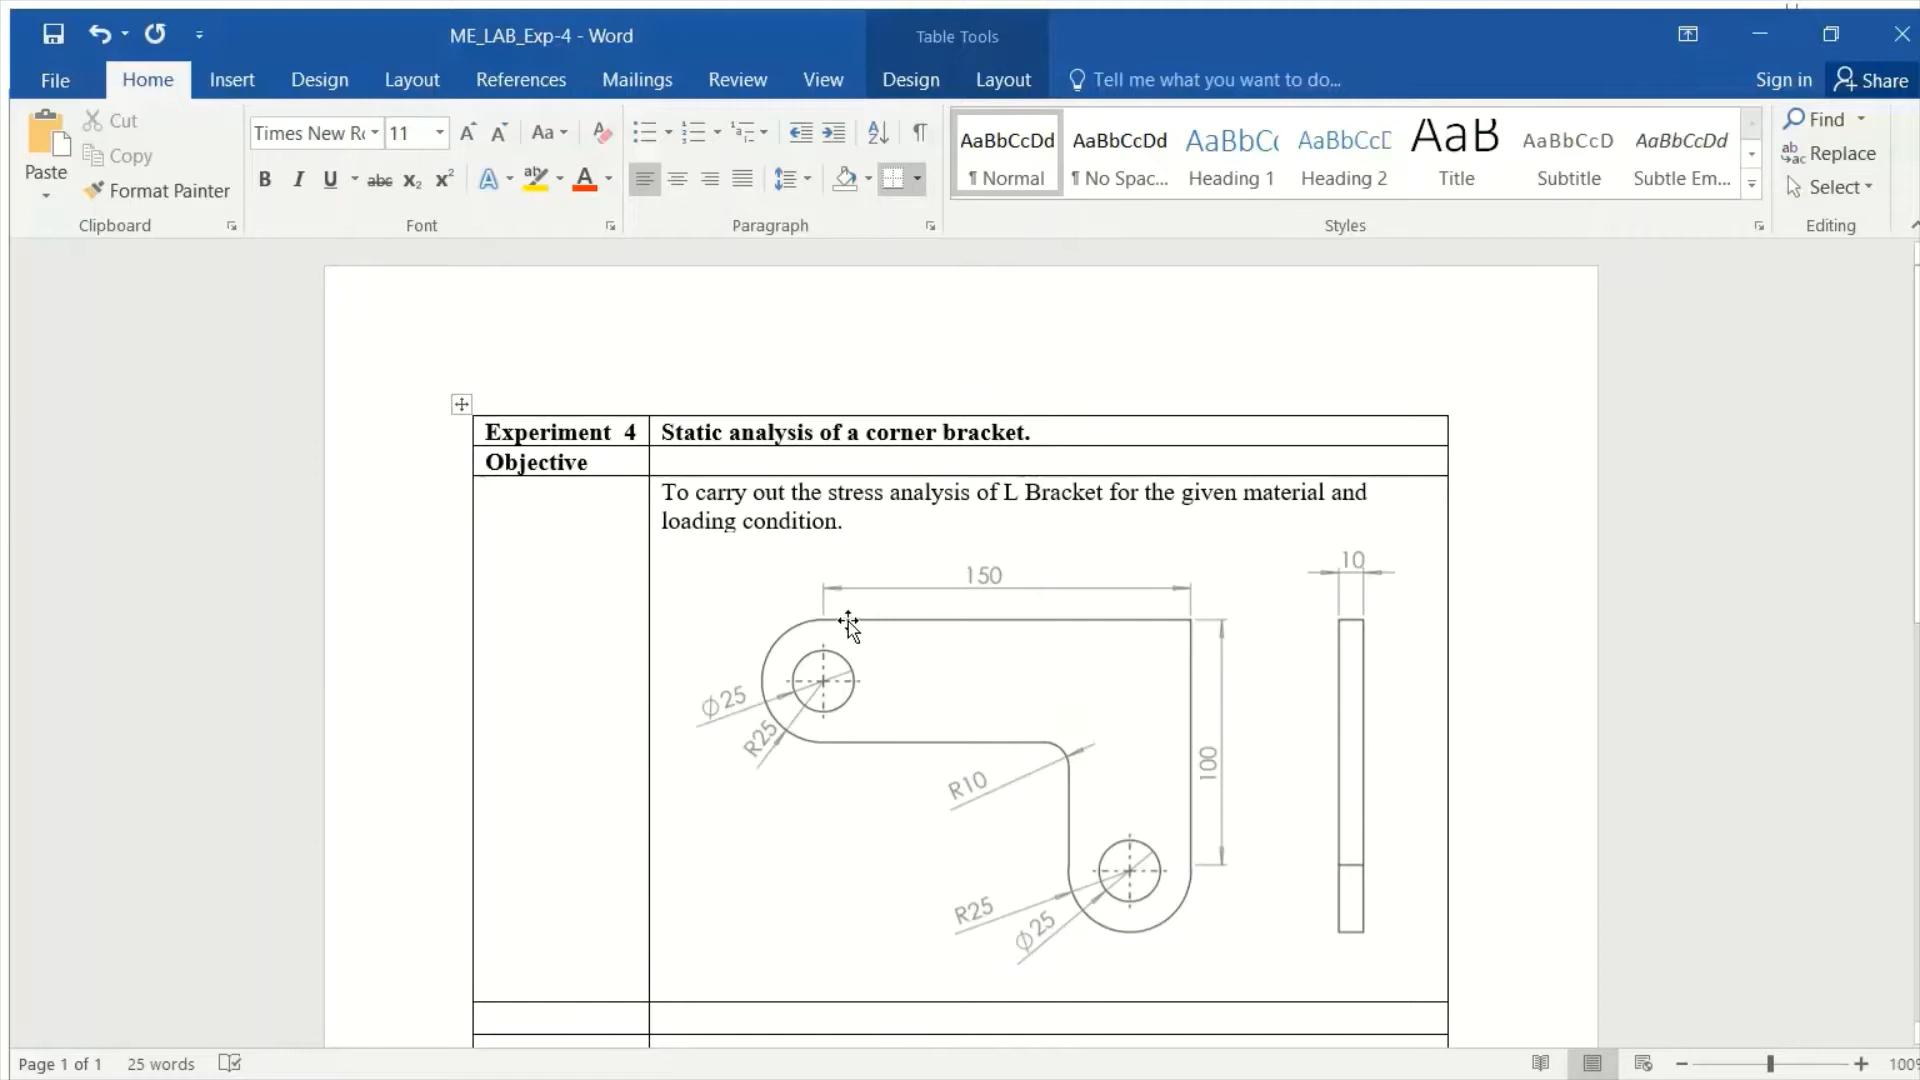 ME_LAB_Exp-4 - Word
Table Tools
File Home Insert Design Layout References Mailings Review View Design Layout Tell me what you want to do... Sign in Share
Cut
Copy
Paste
Format Painter
Clipboard
Times New Rc 11
Font
Paragraph
AaBbCcDd AaBbCcDd AaBbCc AaBbCcD AaB AaBbCcD AaBbCcDd
¶ Normal ¶ No Spac... Heading 1 Heading 2 Title Subtitle Subtle Em...
Styles
Find
Replace
Select
Editing
Experiment 4 Static analysis of a corner bracket.
Objective
To carry out the stress analysis of L Bracket for the given material and
loading condition.
150
10
∅25
R25
R10
100
R25
∅25
Page 1 of 1 25 words